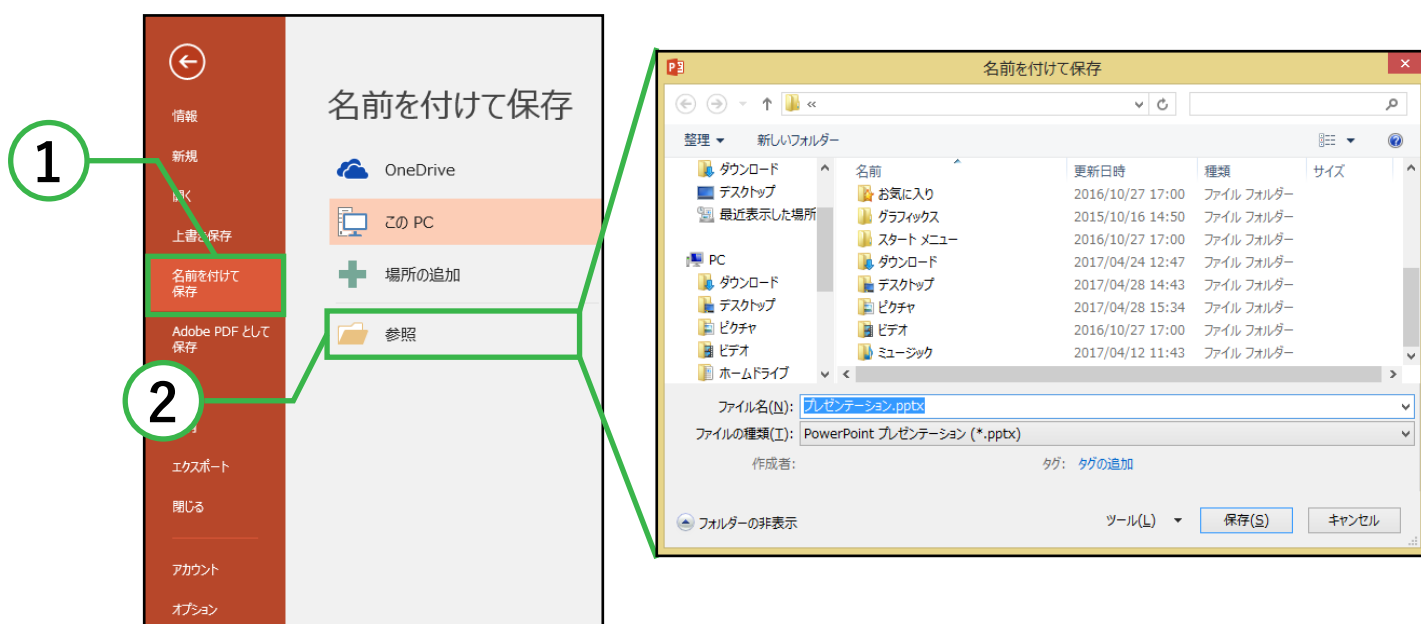 情報
新規
開く
上書き保存
名前を付けて
保存
Adobe PDF として
保存
エクスポート
閉じる
アカウント
オプション
1
2
名前を付けて保存
OneDrive
この PC
場所の追加
参照
名前を付けて保存
«
整理 新しいフォルダー
ダウンロード
デスクトップ
最近表示した場所
PC
ダウンロード
デスクトップ
ピクチャ
ビデオ
ホームドライブ
名前 更新日時 種類 サイズ
お気に入り 2016/10/27 17:00 ファイル フォルダー
グラフィックス 2015/10/16 14:50 ファイル フォルダー
スタート メニュー 2016/10/27 17:00 ファイル フォルダー
ダウンロード 2017/04/24 12:47 ファイル フォルダー
デスクトップ 2017/04/28 14:43 ファイル フォルダー
ピクチャ 2017/04/28 15:34 ファイル フォルダー
ビデオ 2016/10/27 17:00 ファイル フォルダー
ミュージック 2017/04/12 11:43 ファイル フォルダー
ファイル名(N): プレゼンテーション.pptx
ファイルの種類(T): PowerPoint プレゼンテーション (*.pptx)
作成者: タグ: タグの追加
フォルダーの非表示 ツール(L) 保存(S) キャンセル